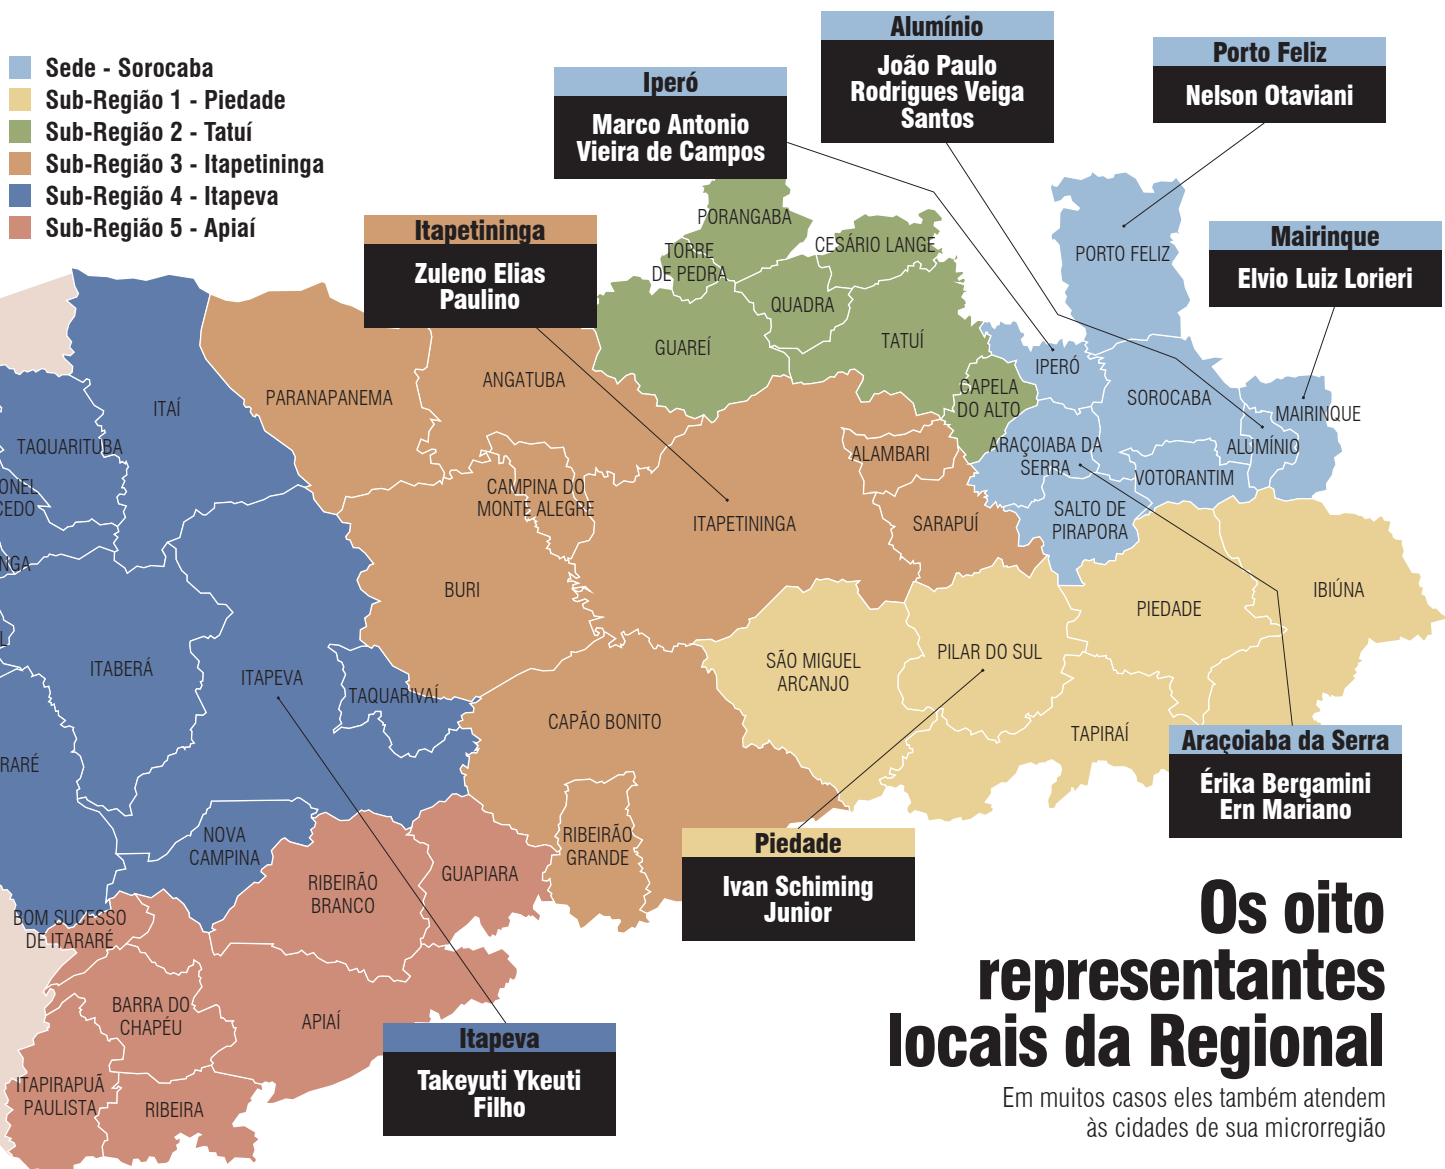 Sede - Sorocaba
Sub-Região 1 - Piedade
Sub-Região 2 - Tatuí
Sub-Região 3 - Itapetininga
Sub-Região 4 - Itapeva
Sub-Região 5 - Apiaí
Alumínio
João Paulo
Rodrigues Veiga
Santos
Iperó
Marco Antonio
Vieira de Campos
Porto Feliz
Nelson Otaviani
Itapetininga
Zuleno Elias
Paulino
Mairinque
Elvio Luiz Lorieri
PORANGABA
TORRE
DE PEDRA
CESÁRIO LANGE
PORTO FELIZ
QUADRA
GUAREÍ
TATUÍ
IPERÓ
ANGATUBA
CAPELA
DO ALTO
PARANAPANEMA
SOROCABA
ITAÍ
MAIRINQUE
TAQUARITUBA
ALAMBARI
ARAÇOIABA DA
SERRA
ALUMÍNIO
VOTORANTIM
ONEL
CEDO
CAMPINA DO
MONTE ALEGRE
ITAPETININGA
SARAPUÍ
SALTO DE
PIRAPORA
NGA
BURI
PIEDADE
IBIÚNA
L
ITABERÁ
ITAPEVA
TAQUARIVAÍ
SÃO MIGUEL
ARCANJO
PILAR DO SUL
CAPÃO BONITO
TAPIRAÍ
RARÉ
Araçoiaba da Serra
Érika Bergamini
Ern Mariano
NOVA
CAMPINA
RIBEIRÃO
GRANDE
Piedade
Ivan Schiming
Junior
RIBEIRÃO
BRANCO
GUAPIARA
BOM SUCESSO
DE ITARARÉ
BARRA DO
CHAPÉU
APIAÍ
Itapeva
Takeyuti Ykeuti
Filho
ITAPIRAPUÃ
PAULISTA
RIBEIRA
Os oito
representantes
locais da Regional
Em muitos casos eles também atendem
às cidades de sua microrregião